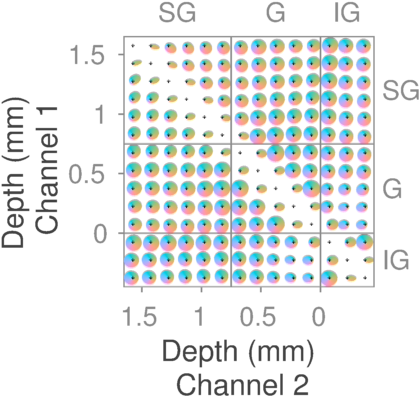 SG G IG
1.5
SG
1
0.5
G
0
IG
Depth (mm)
Channel 1
1.5 1 0.5 0
Depth (mm)
Channel 2